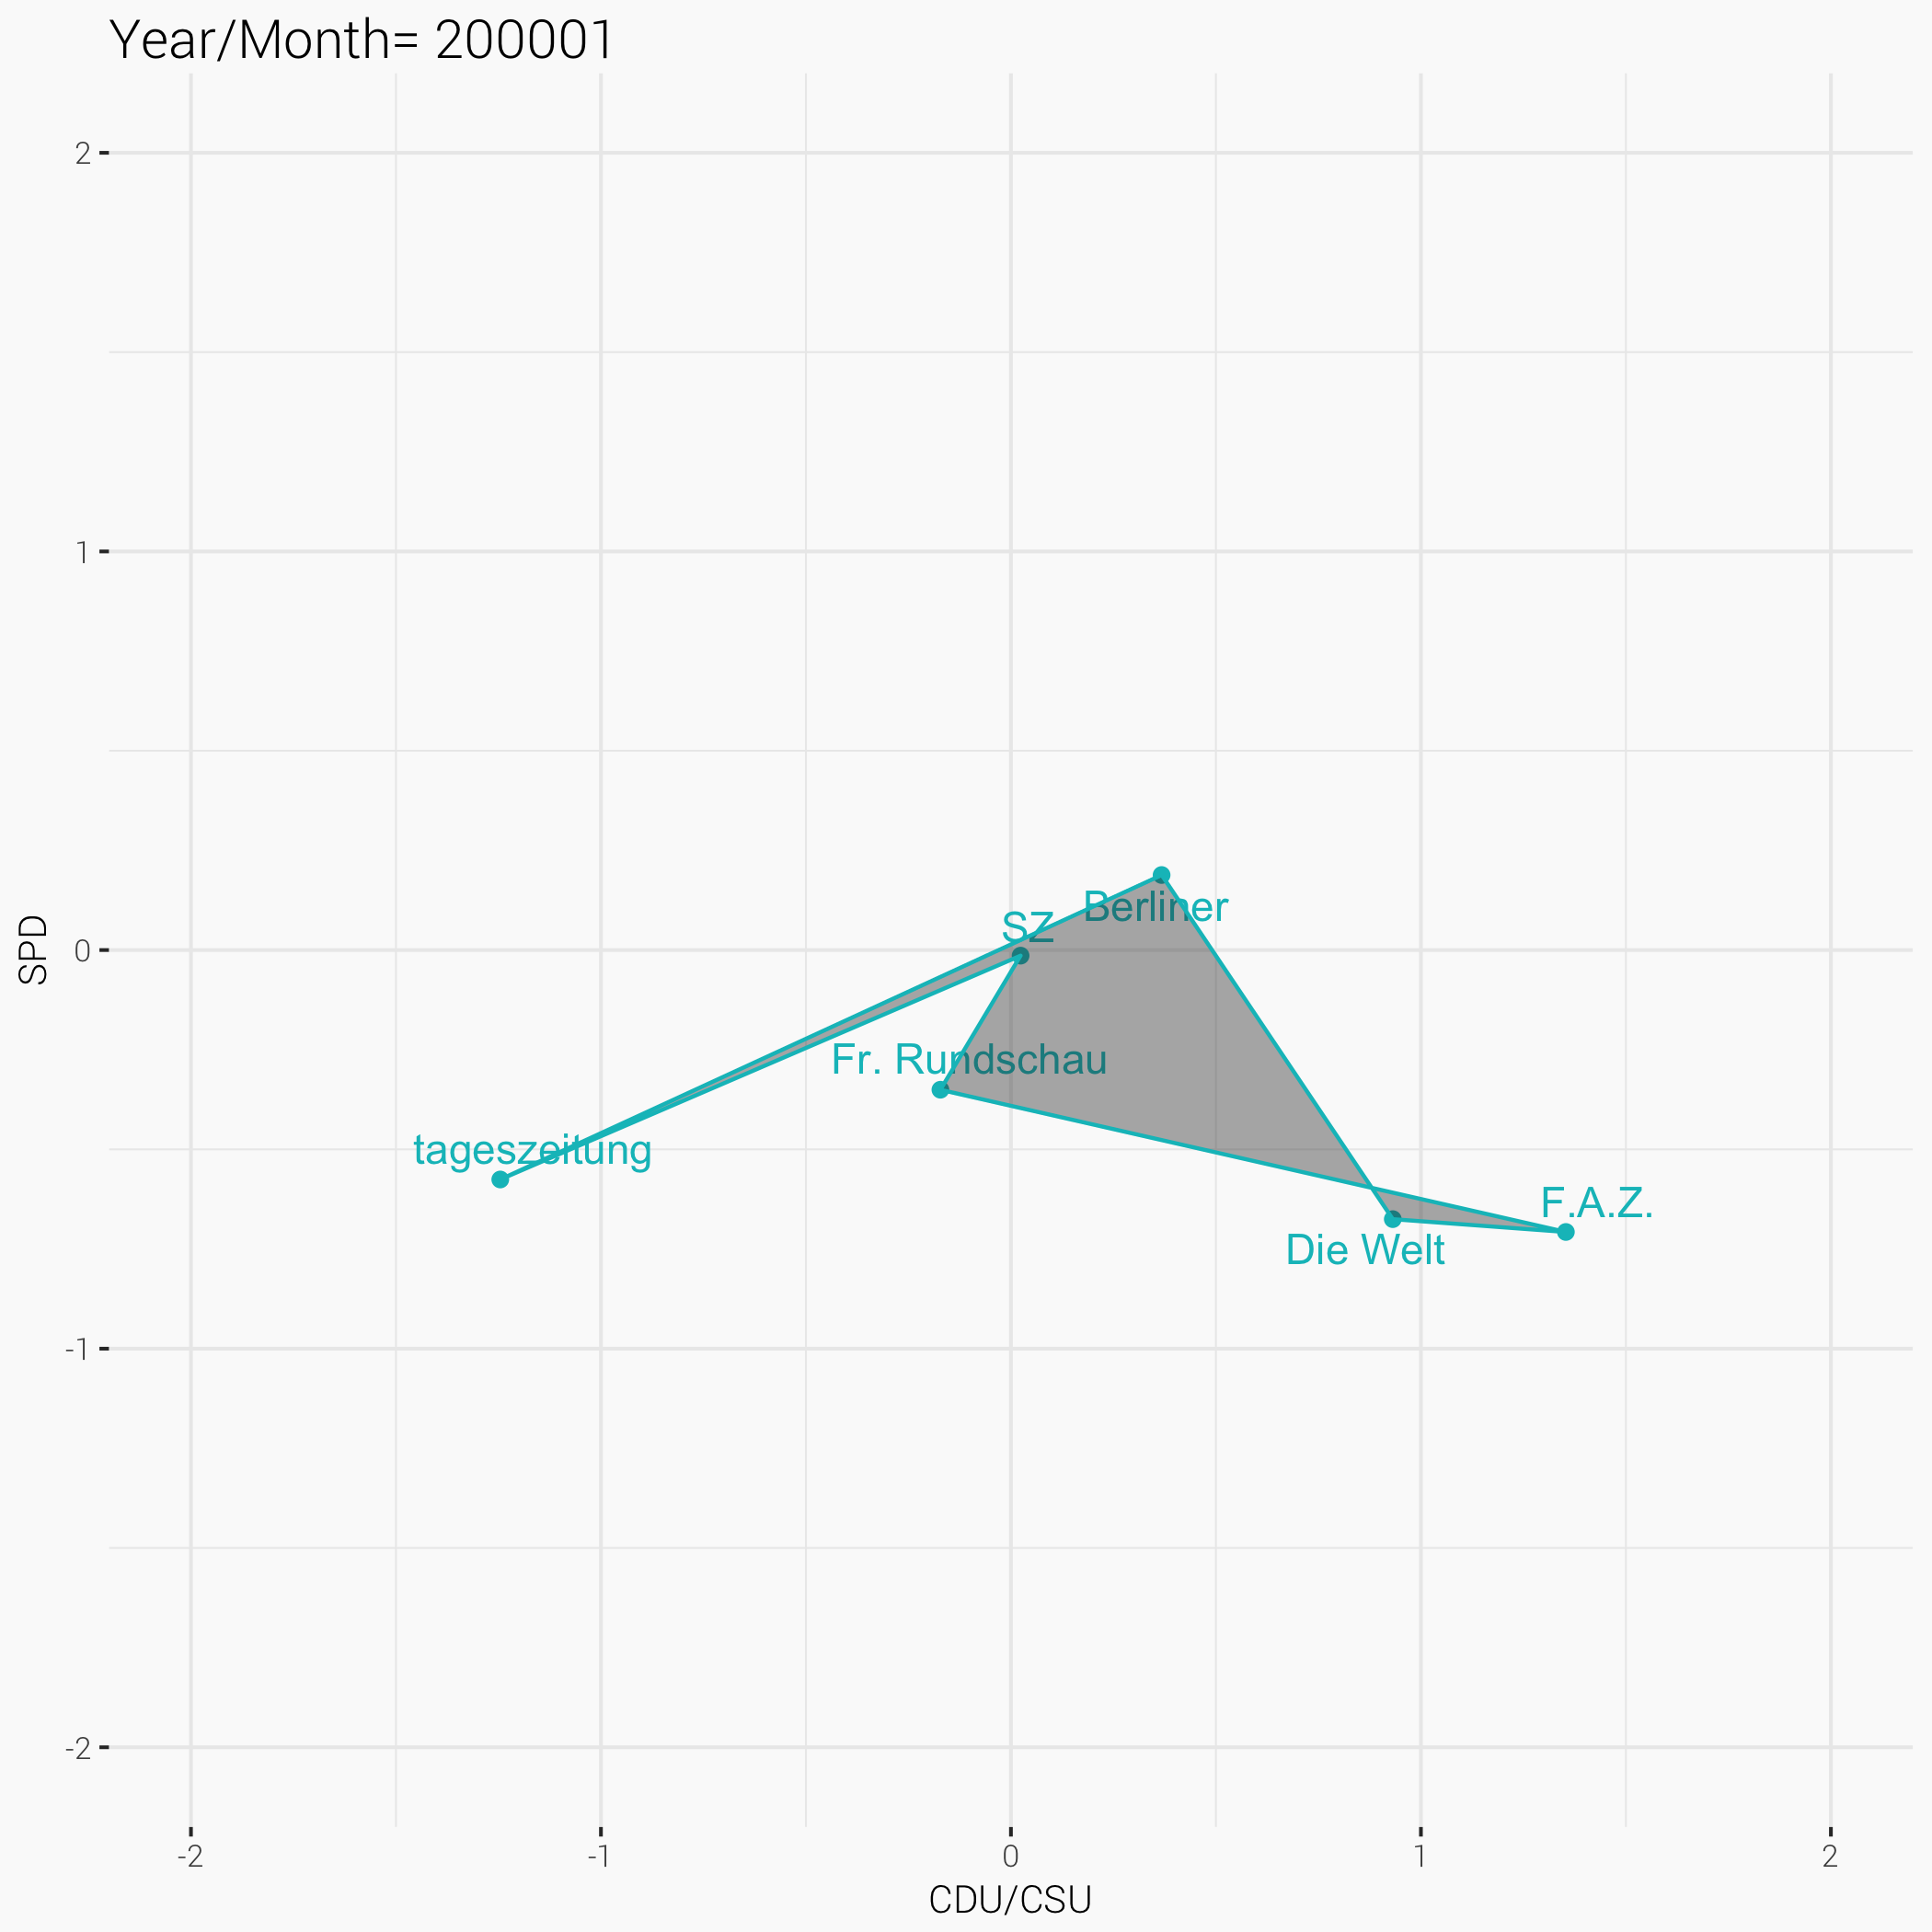 Year/Month= 200001
2
1
0
-1
-2
SPD
Berliner
SZ
Fr. Rundschau
tageszeitung
F.A.Z.
Die Welt
-2
-1
0
1
2
CDU/CSU